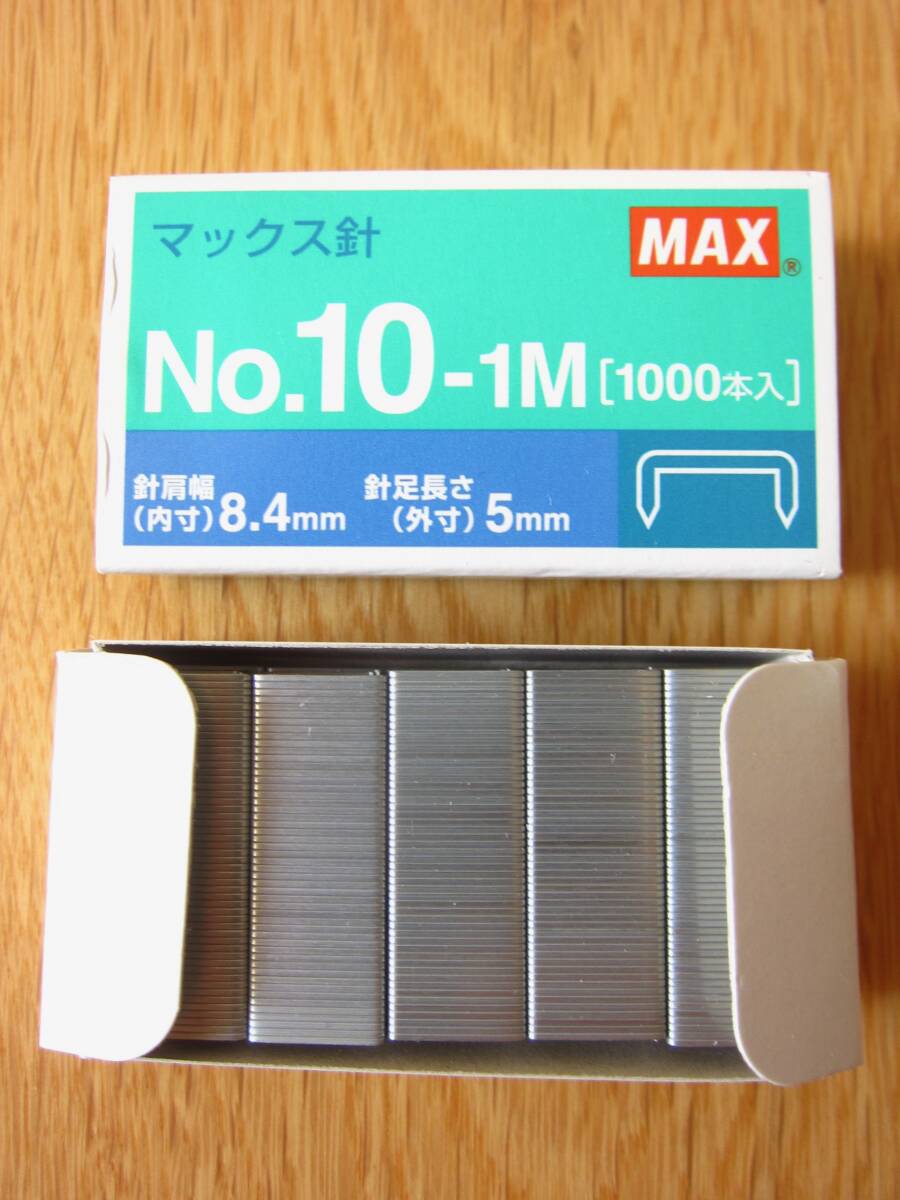 マックス針
MAX®
No.10-1M [1000本入]
針肩幅
(内寸) 8.4mm
針足長さ
(外寸) 5mm